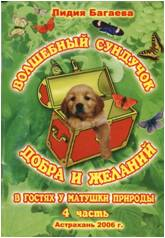 Лидия Багаева
ВОЛШЕБНЫЙ СУНДУЧОК
ДОБРА И ЖЕЛАНИЙ
В ГОСТЯХ У МАТУШКИ ПРИРОДЫ
4 часть
Астрахань 2006 г.